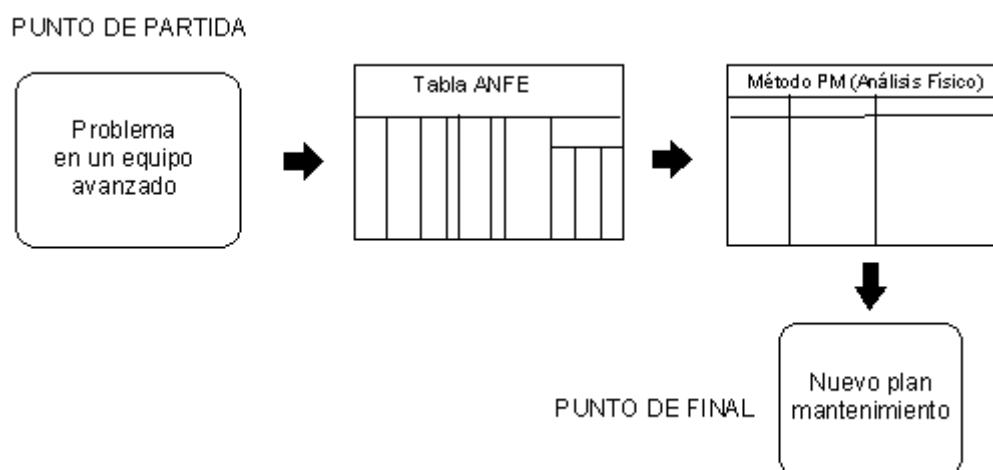 PUNTO DE PARTIDA
Problema
en un equipo
avanzado
Tabla ANFE
Método PM (Análisis Físico)
PUNTO DE FINAL
Nuevo plan
mantenimiento